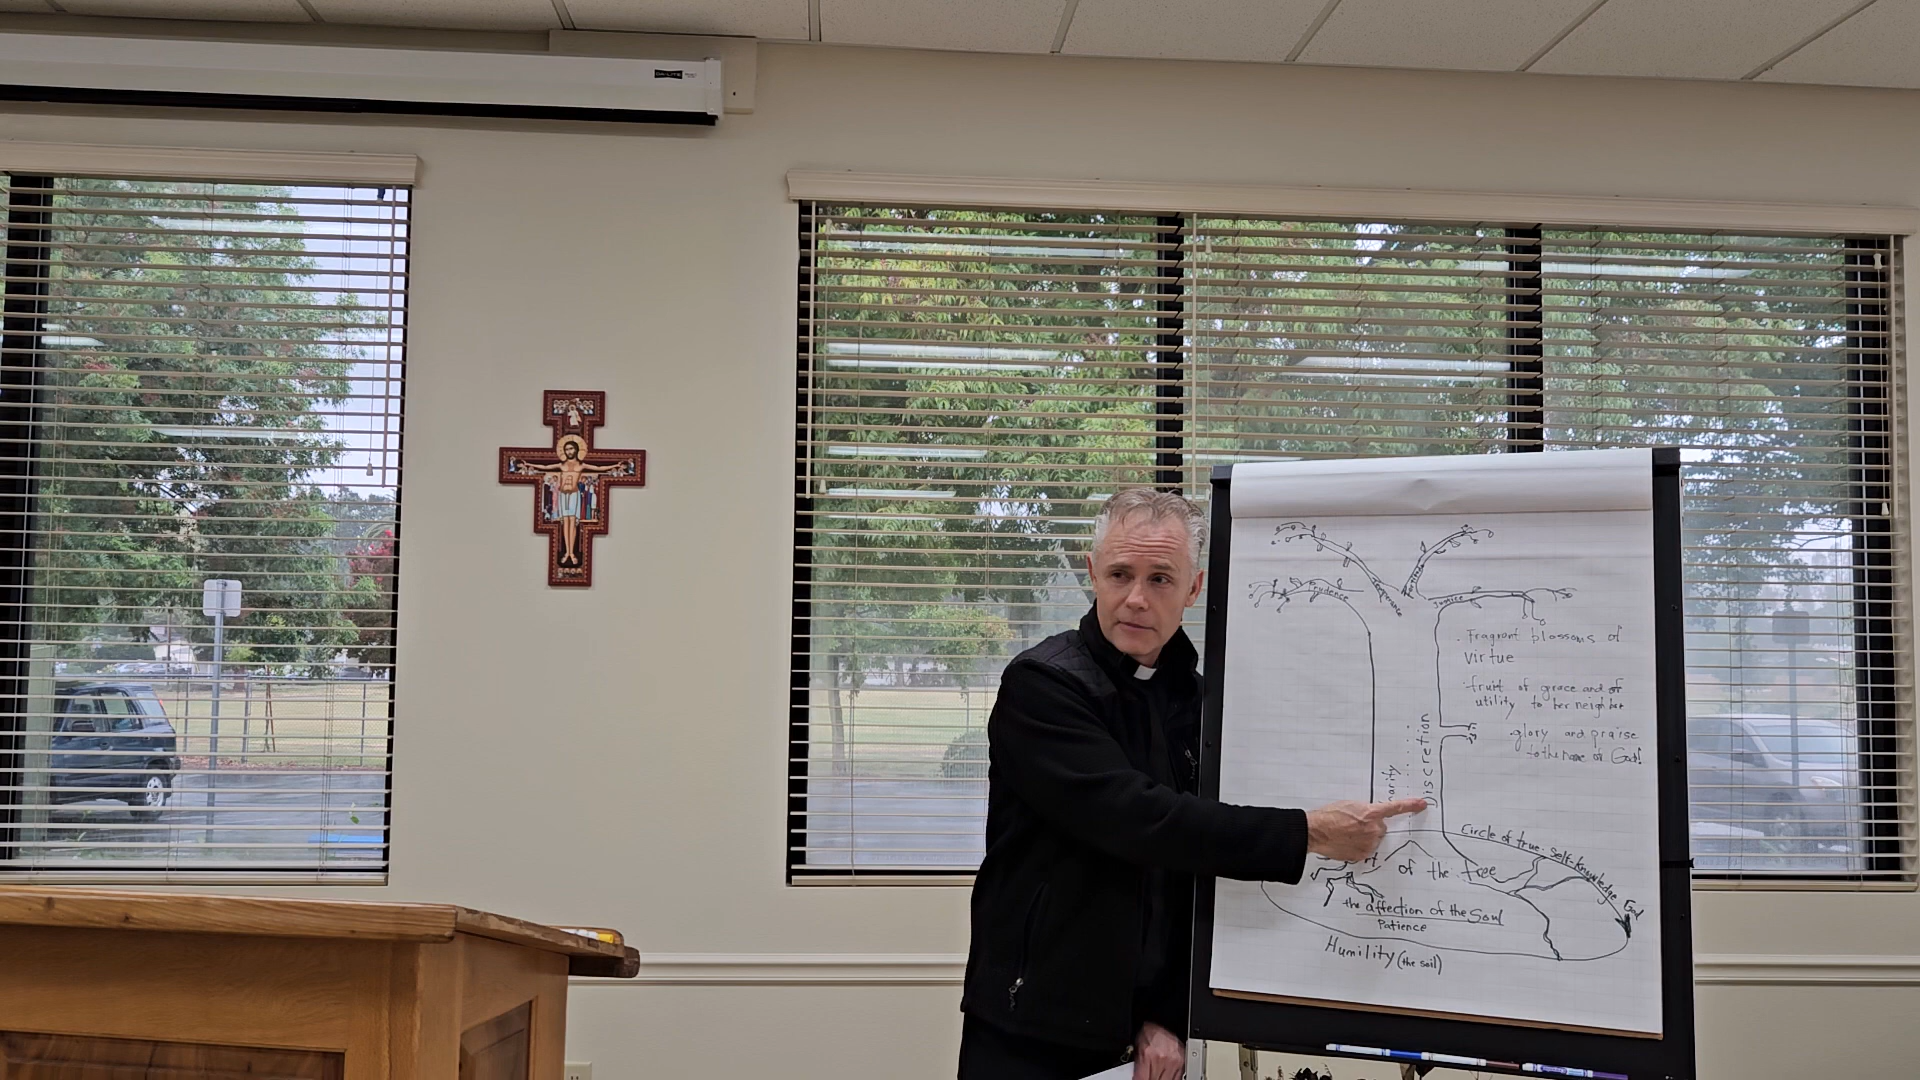 DA-LITE
Prudence
Temperance
Justice
. Fragrant blossoms of
virtue
. fruit of grace and of
utility to her neighbor
. glory and praise
to the name of God!
Discretion
Circle of true self-knowledge God
of the tree
the affection of the Soul
Patience
Humility (the soil)